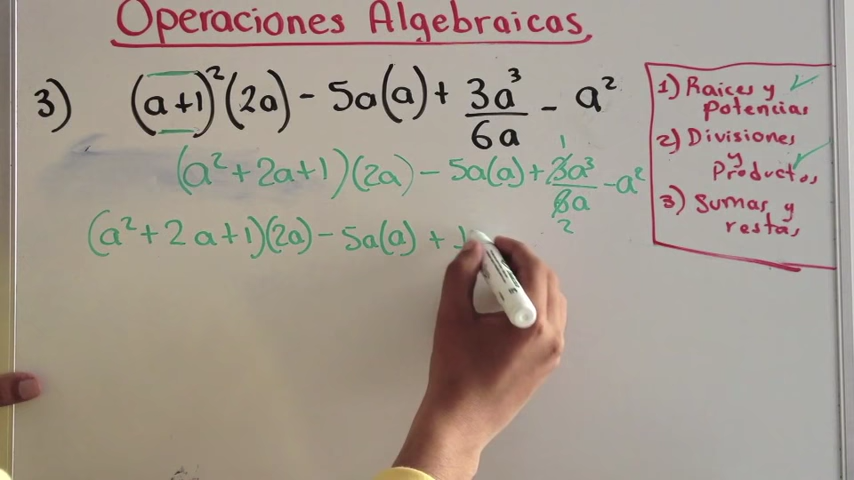 Operaciones Algebraicas
3) (a+1)²(2a) - 5a(a) + 3a³/6a - a²
(a²+2a+1)(2a) - 5a(a) + 3a³/6a - a²
1
2
(a²+2a+1)(2a) - 5a(a) + 1
1) Raices y ✓
potencias
2) Divisiones
y
Productos ✓
3) Sumas y
restas